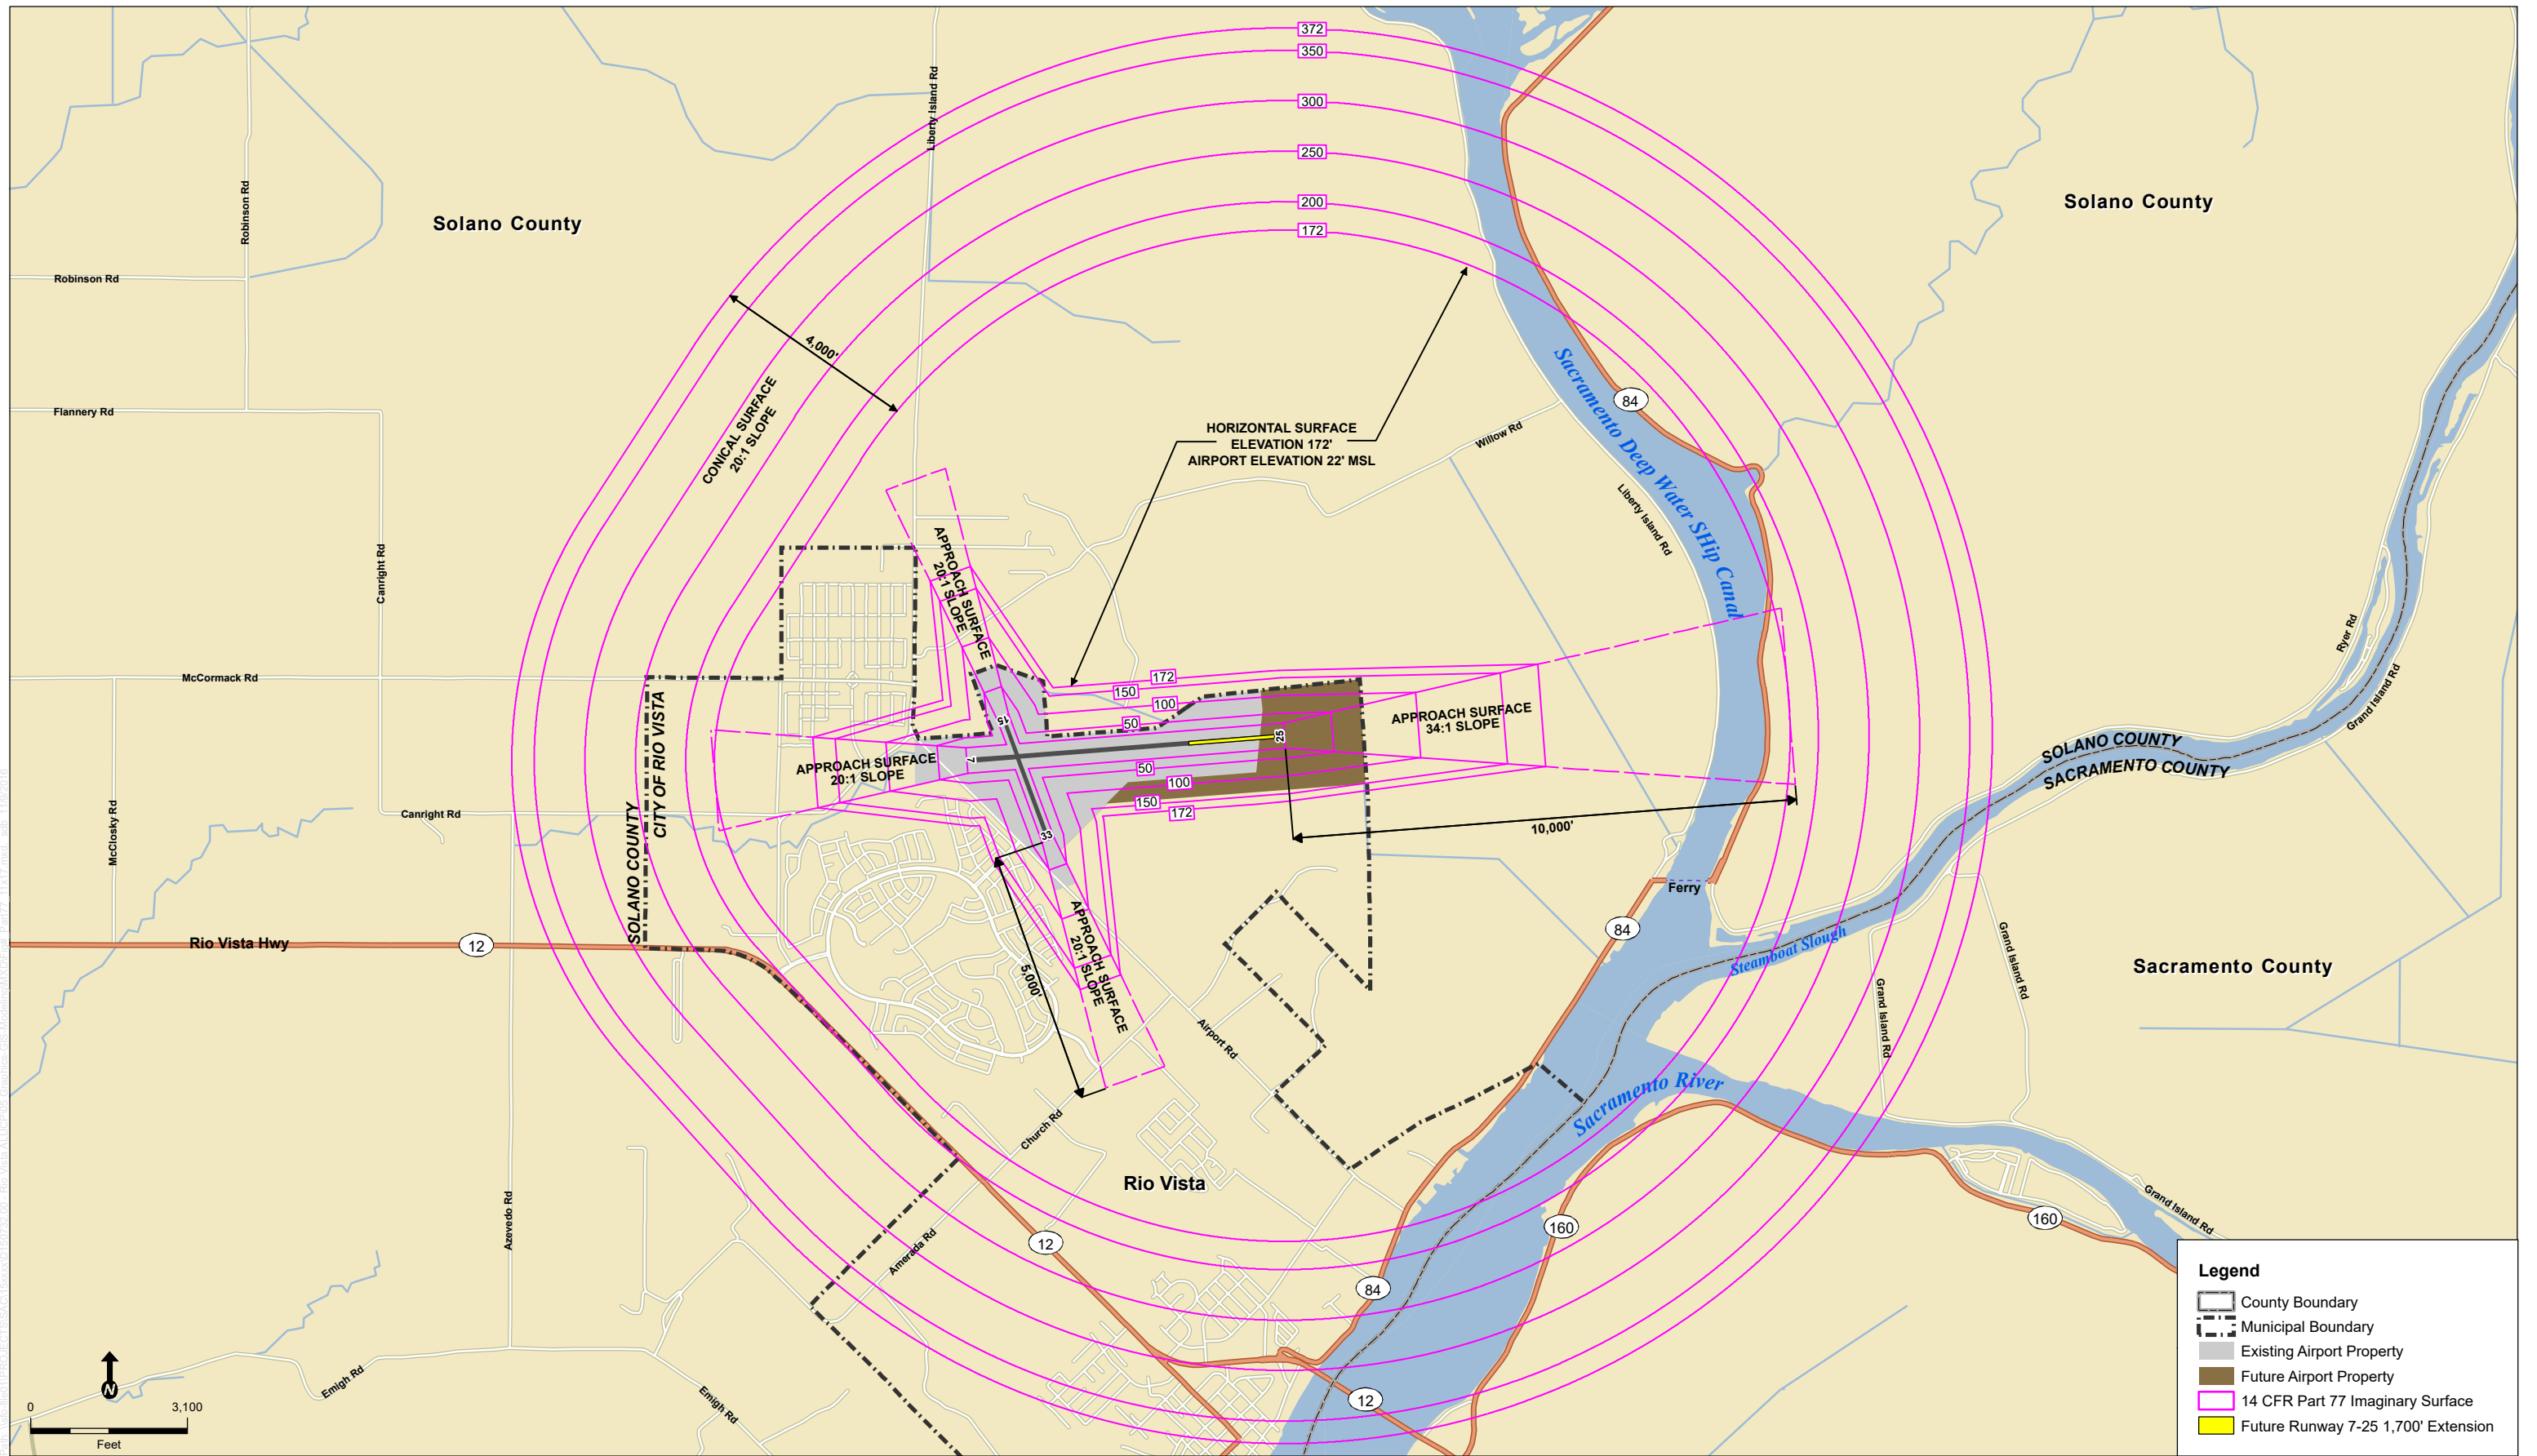 372
350
300
250
200
172
Liberty Island Rd
Robinson Rd
Solano County
Solano County
Robinson Rd
4,000'
Flannery Rd
CONICAL SURFACE
20:1 SLOPE
HORIZONTAL SURFACE
ELEVATION 172'
AIRPORT ELEVATION 22' MSL
Willow Rd
84
Sacramento Deep Water SHip Canal
Liberty Island Rd
Canright Rd
APPROACH SURFACE
20:1 SLOPE
McCormack Rd
172
150
100
50
15
25
7
33
APPROACH SURFACE
34:1 SLOPE
APPROACH SURFACE
20:1 SLOPE
50
100
150
172
10,000'
SOLANO COUNTY
CITY OF RIO VISTA
Ryer Rd
Grand Island Rd
SOLANO COUNTY
SACRAMENTO COUNTY
McClosky Rd
Canright Rd
Ferry
84
Rio Vista Hwy
12
5,000'
APPROACH SURFACE
20:1 SLOPE
Airport Rd
Steamboat Slough
Grand Island Rd
Grand Island Rd
Sacramento County
Sacramento River
Church Rd
Rio Vista
Azevedo Rd
Amerada Rd
12
160
160
Grand Island Rd
84
12
Emigh Rd
Emigh Rd
N
0 3,100
Feet
Legend
County Boundary
Municipal Boundary
Existing Airport Property
Future Airport Property
14 CFR Part 77 Imaginary Surface
Future Runway 7-25 1,700' Extension